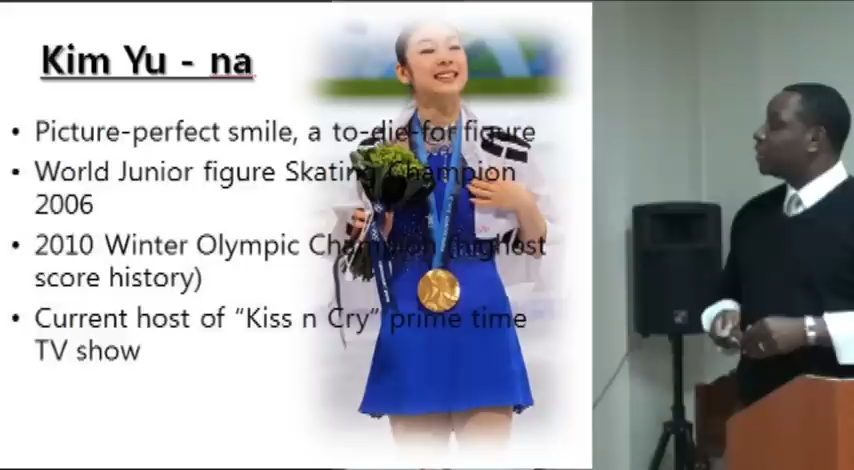 Kim Yu - na
• Picture-perfect smile, a to-die-for figure
• World Junior figure Skating Champion
2006
• 2010 Winter Olympic Champion (highest
score history)
• Current host of “Kiss n Cry” prime time
TV show